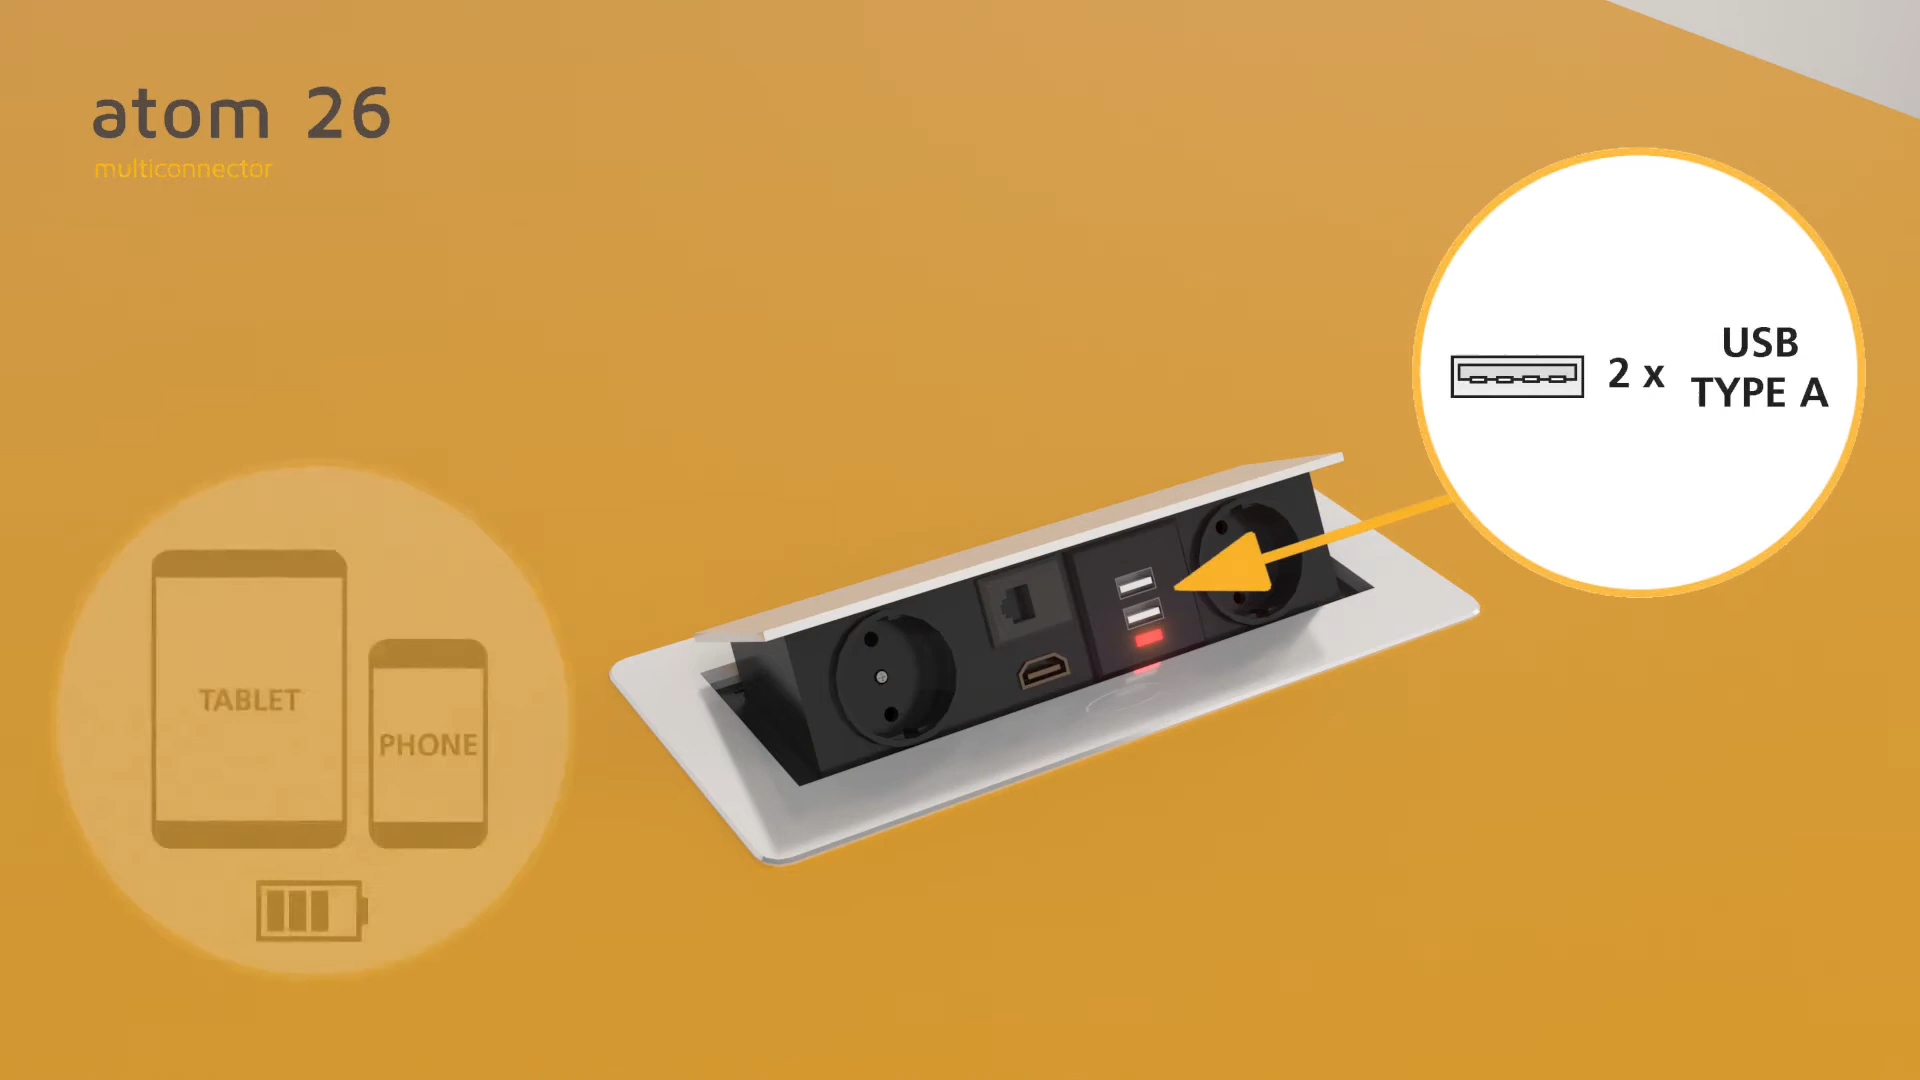 atom 26
multiconnector
2 x
USB
TYPE A
TABLET
PHONE